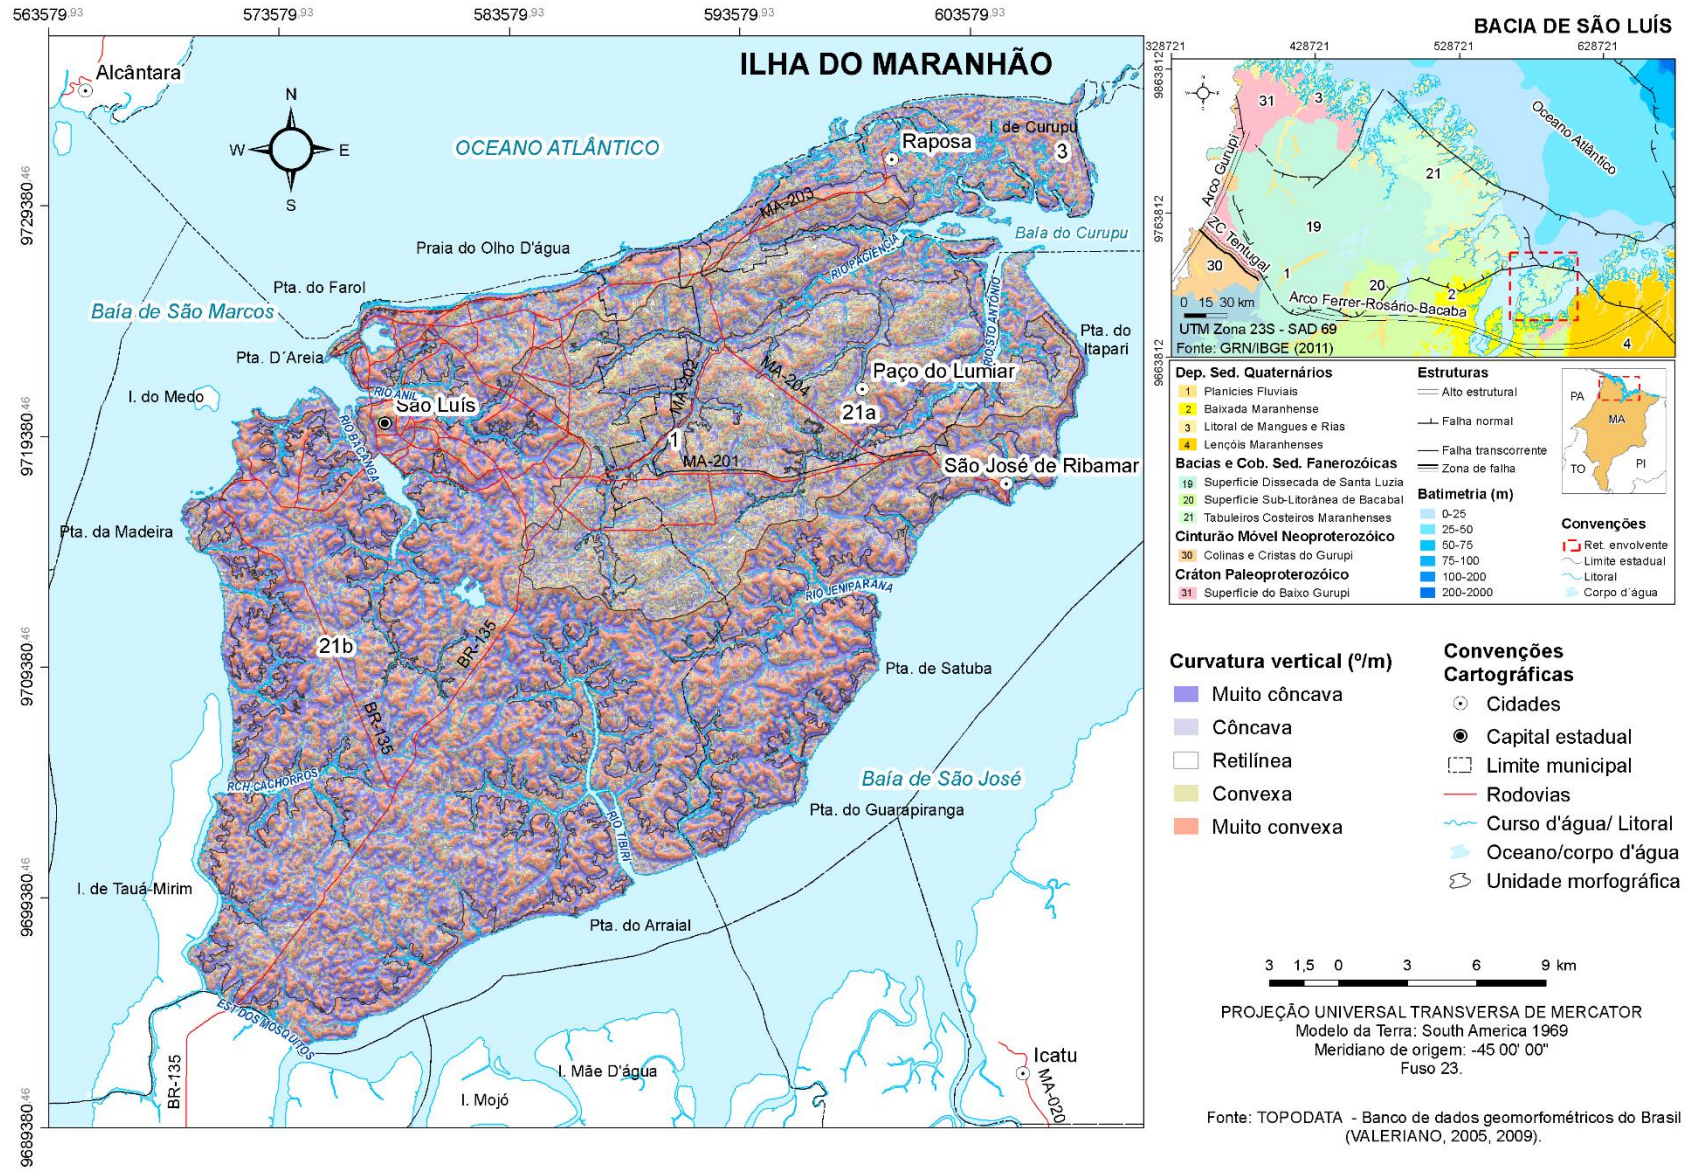 563579,93
573579,93
583579,93
593579,93
603579,93
ILHA DO MARANHÃO
Alcântara
N
W
E
S
OCEANO ATLÂNTICO
I. de Curupu
Raposa
3
MA-203
9729380,46
Praia do Olho D'água
Baía do Curupu
RIO PACIÊNCIA
Pta. do Farol
Baía de São Marcos
RIO STO ANTÔNIO
Pta. do
Itapari
Pta. D´Areia
MA-202
MA-204
Paço do Lumiar
I. do Medo
RIO ANIL
São Luís
21a
9719380,46
RIO BACANGA
1
MA-201
São José de Ribamar
Pta. da Madeira
RIO JENIPARANA
21b
BR-135
Pta. de Satuba
9709380,46
BR-135
RCH CACHORROS
Baía de São José
Pta. do Guarapiranga
RIO TIBIRI
I. de Tauá-Mirim
9699380,46
Pta. do Arraial
EST DOS MOSQUITOS
BR-135
I. Mãe D'água
I. Mojó
Icatu
MA-020
9689380,46
BACIA DE SÃO LUÍS
328721
428721
528721
628721
9863812
9763812
9663812
31
3
Oceano Atlântico
Arco Gurupi
21
19
ZC Tentugal
30
1
20
2
Arco Ferrer-Rosário-Bacaba
4
0 15 30 km
UTM Zona 23S - SAD 69
Fonte: GRN/IBGE (2011)
Dep. Sed. Quaternários
1 Planícies Fluviais
2 Baixada Maranhense
3 Litoral de Mangues e Rias
4 Lençóis Maranhenses
Bacias e Cob. Sed. Fanerozóicas
19 Superfície Dissecada de Santa Luzia
20 Superfície Sub-Litorânea de Bacabal
21 Tabuleiros Costeiros Maranhenses
Cinturão Móvel Neoproterozóico
30 Colinas e Cristas do Gurupi
Cráton Paleoproterozóico
31 Superfície do Baixo Gurupi
Estruturas
Alto estrutural
Falha normal
Falha transcorrente
Zona de falha
Batimetria (m)
0-25
25-50
50-75
75-100
100-200
200-2000
PA
MA
TO
PI
Convenções
Ret. envolvente
Limite estadual
Litoral
Corpo d´água
Curvatura vertical (º/m)
Muito côncava
Côncava
Retilínea
Convexa
Muito convexa
Convenções
Cartográficas
Cidades
Capital estadual
Limite municipal
Rodovias
Curso d'água/ Litoral
Oceano/corpo d'água
Unidade morfográfica
3 1,5 0 3 6 9 km
PROJEÇÃO UNIVERSAL TRANSVERSA DE MERCATOR
Modelo da Terra: South America 1969
Meridiano de origem: -45 00' 00"
Fuso 23.
Fonte: TOPODATA - Banco de dados geomorfométricos do Brasil
(VALERIANO, 2005, 2009).